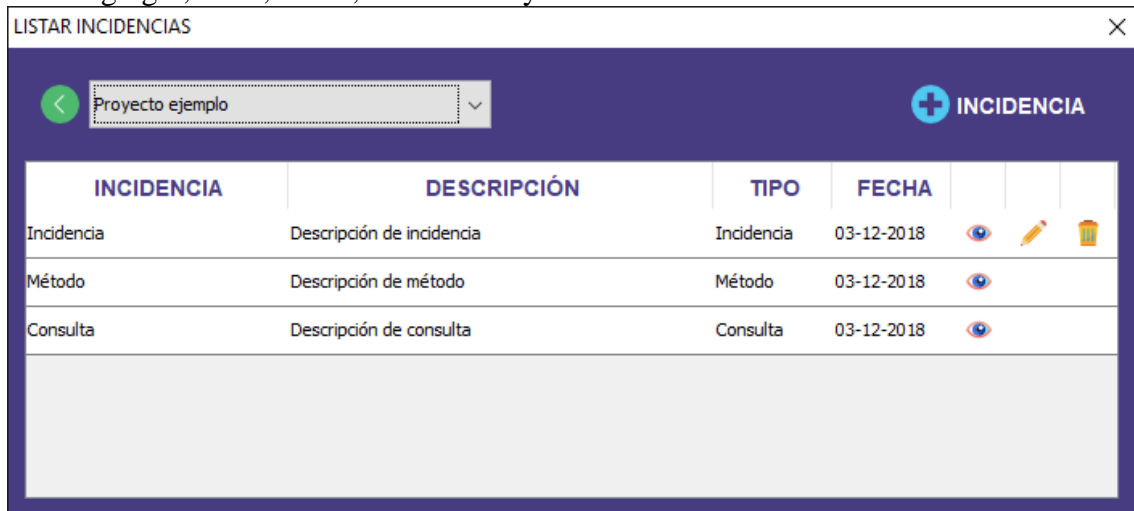 LISTAR INCIDENCIAS
Proyecto ejemplo
INCIDENCIA
INCIDENCIA DESCRIPCIÓN TIPO FECHA
Incidencia Descripción de incidencia Incidencia 03-12-2018
Método Descripción de método Método 03-12-2018
Consulta Descripción de consulta Consulta 03-12-2018